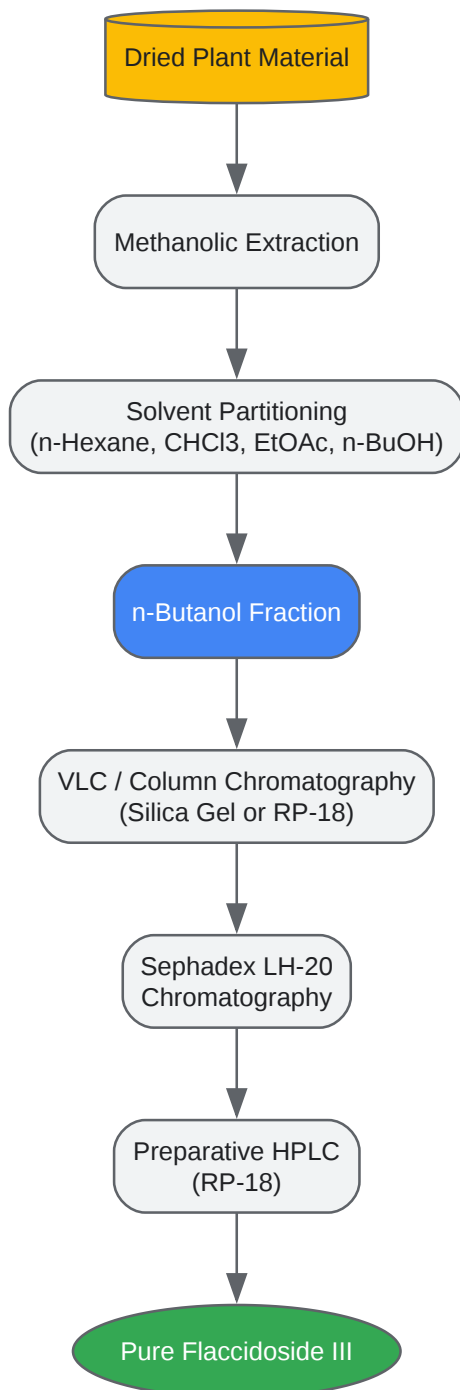 Dried Plant Material
Methanolic Extraction
Solvent Partitioning
(n-Hexane, CHCl3, EtOAc, n-BuOH)
n-Butanol Fraction
VLC / Column Chromatography
(Silica Gel or RP-18)
Sephadex LH-20
Chromatography
Preparative HPLC
(RP-18)
Pure Flaccidoside III